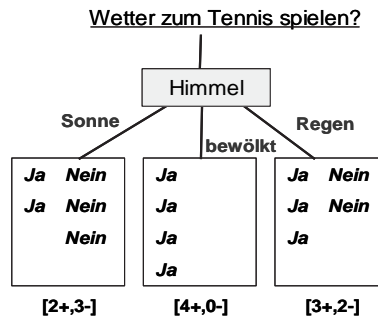 Wetter zum Tennis spielen?
Himmel
Sonne
bewölkt
Regen
Ja Nein
Ja Nein
Nein
Ja
Ja
Ja
Ja
Ja Nein
Ja Nein
Ja
[2+,3-]
[4+,0-]
[3+,2-]